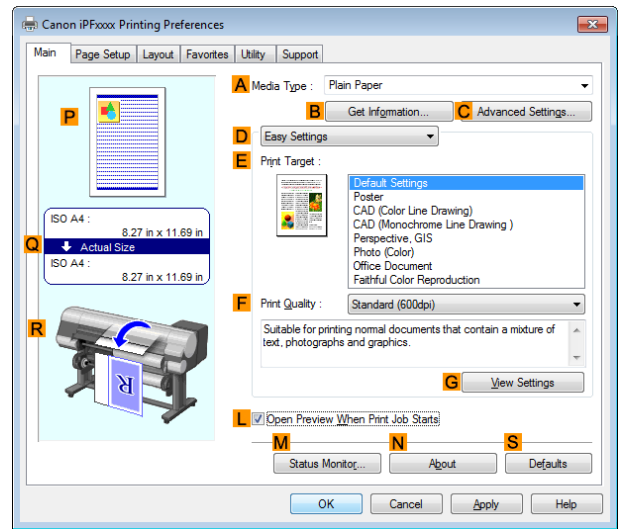 Canon iPFxxxx Printing Preferences
Main Page Setup Layout Favorites Utility Support
A Media Type : Plain Paper
B Get Information... C Advanced Settings...
D Easy Settings
E Print Target :
Default Settings
Poster
CAD (Color Line Drawing)
CAD (Monochrome Line Drawing )
Perspective, GIS
Photo (Color)
Office Document
Faithful Color Reproduction
P
Q
ISO A4 :
8.27 in x 11.69 in
Actual Size
ISO A4 :
8.27 in x 11.69 in
R
R
F Print Quality : Standard (600dpi)
Suitable for printing normal documents that contain a mixture of
text, photographs and graphics.
G View Settings
L Open Preview When Print Job Starts
M N S
Status Monitor... About Defaults
OK Cancel Apply Help